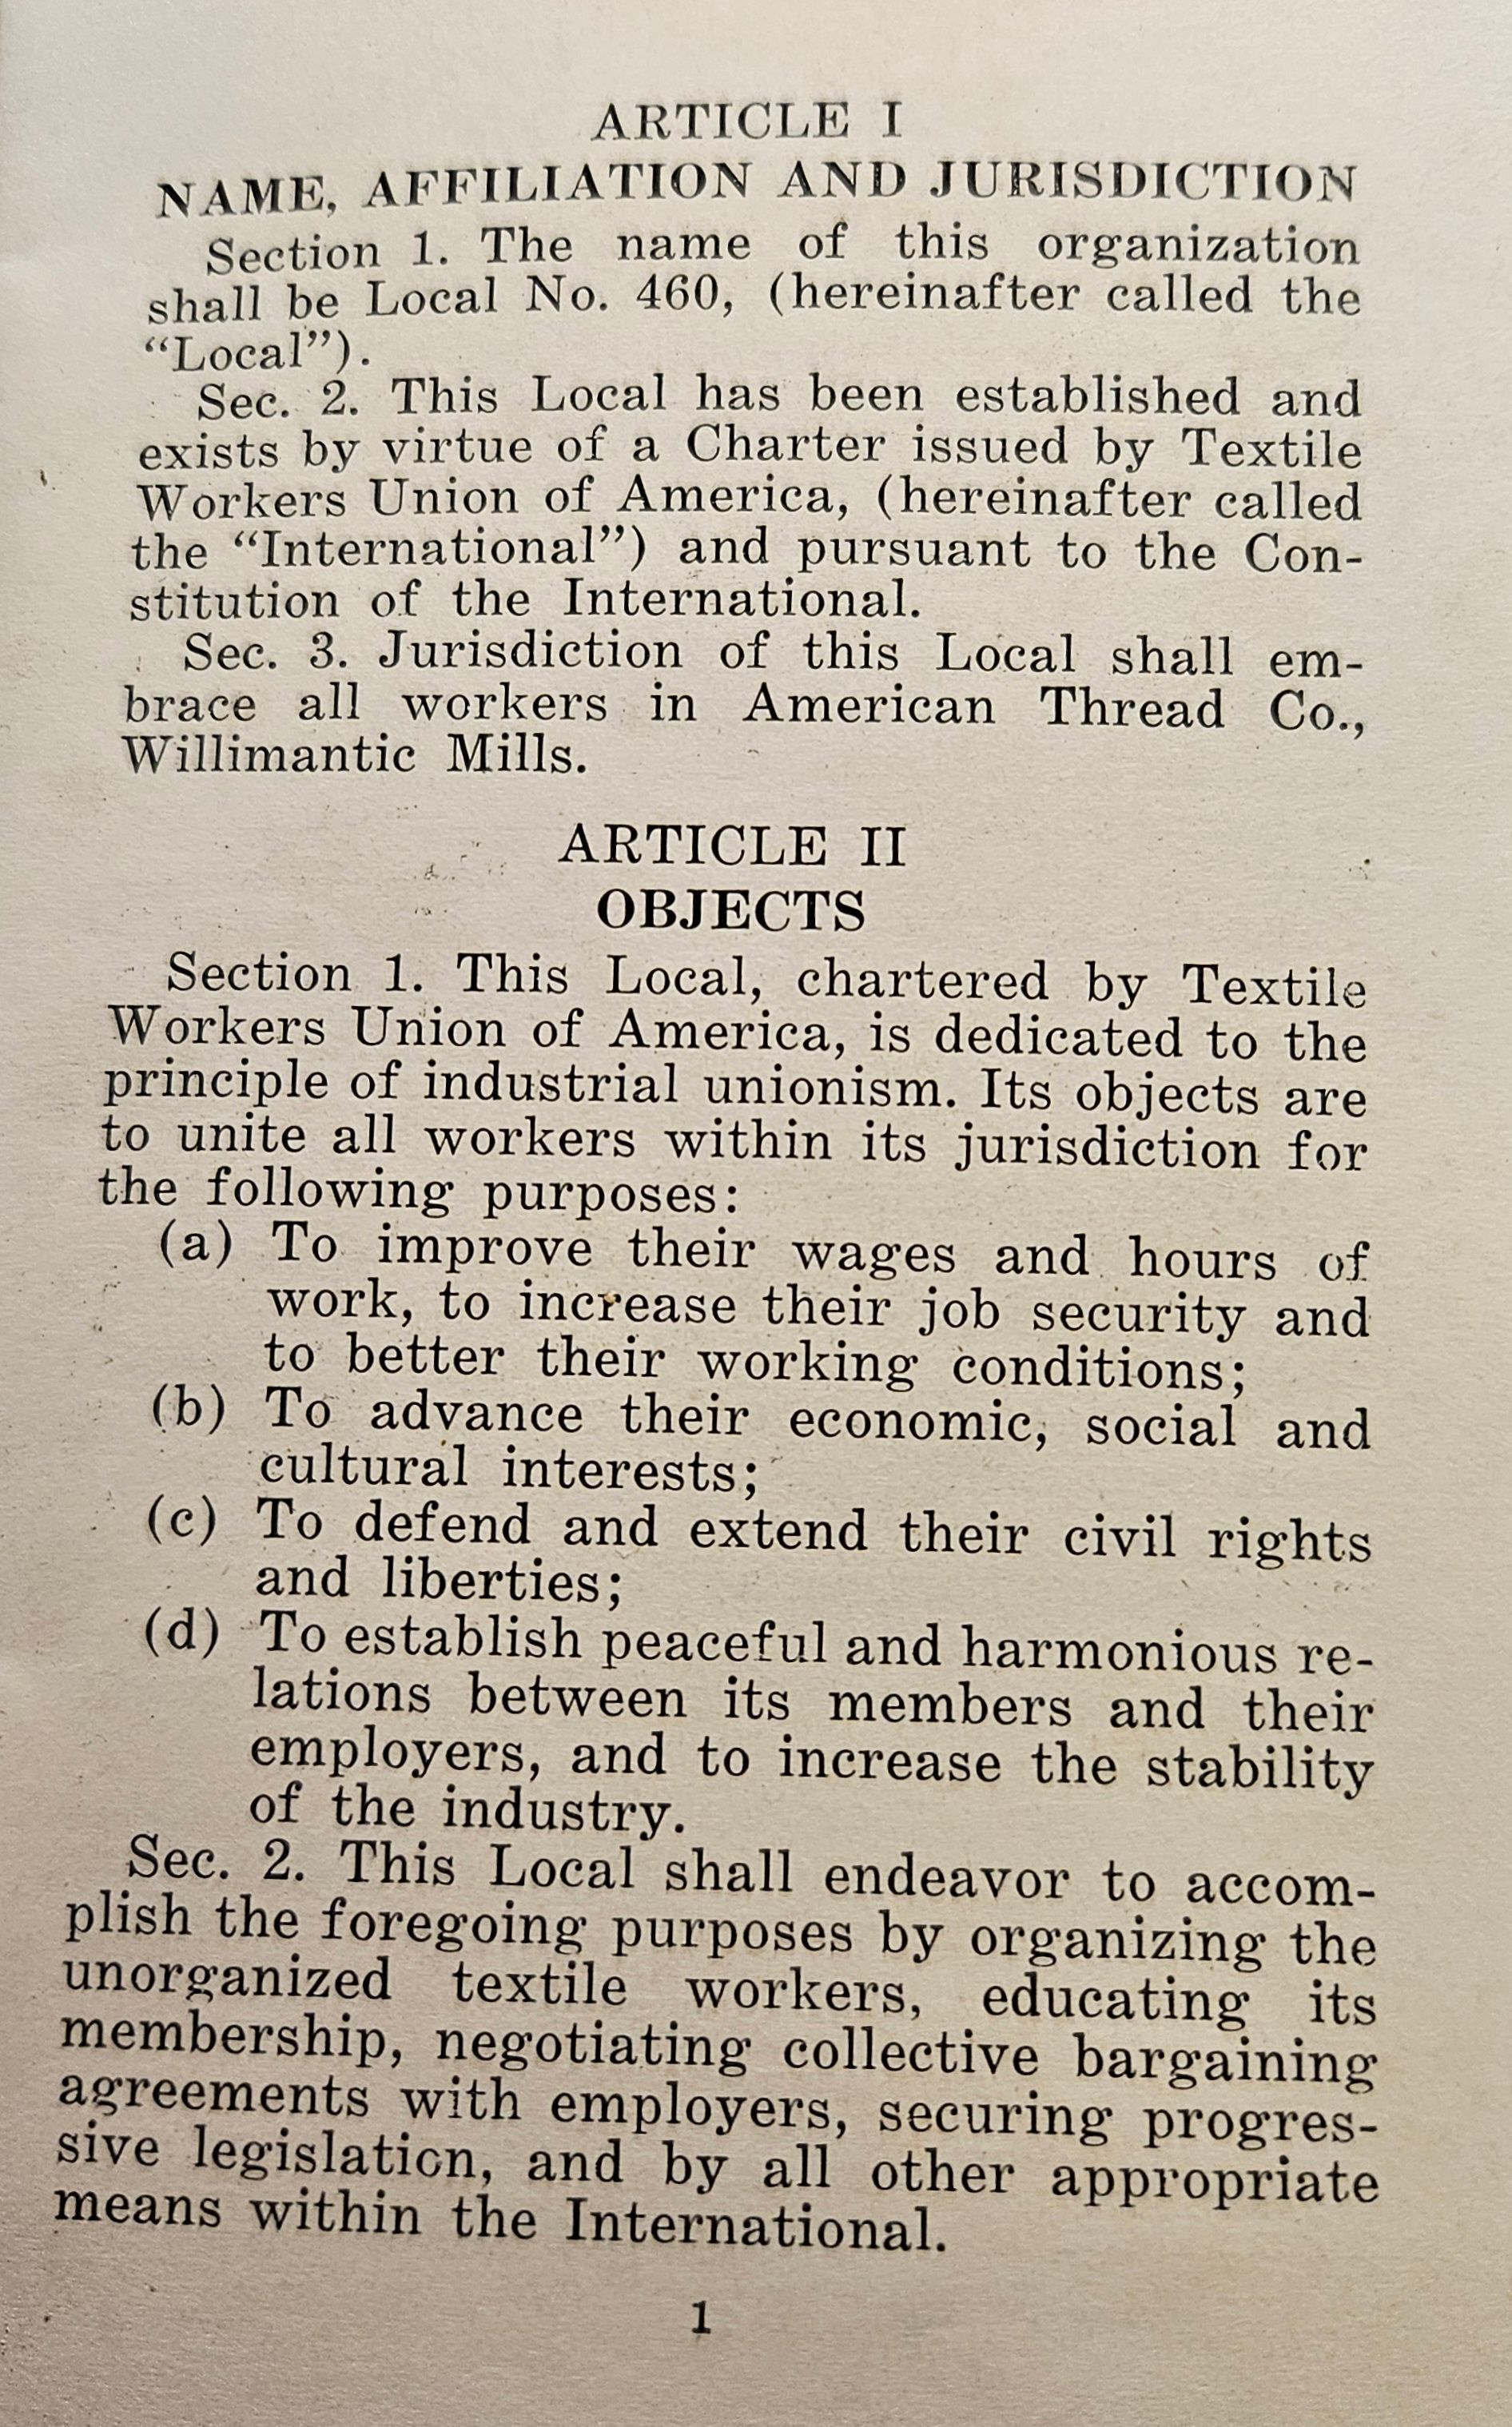 ARTICLE I
NAME, AFFILIATION AND JURISDICTION
Section 1. The name of this organization
shall be Local No. 460, (hereinafter called the
“Local”).
Sec. 2. This Local has been established and
exists by virtue of a Charter issued by Textile
Workers Union of America, (hereinafter called
the “International”) and pursuant to the Con-
stitution of the International.
Sec. 3. Jurisdiction of this Local shall em-
brace all workers in American Thread Co.,
Willimantic Mills.
ARTICLE II
OBJECTS
Section 1. This Local, chartered by Textile
Workers Union of America, is dedicated to the
principle of industrial unionism. Its objects are
to unite all workers within its jurisdiction for
the following purposes:
(a) To improve their wages and hours of
work, to increase their job security and
to better their working conditions;
(b) To advance their economic, social and
cultural interests;
(c) To defend and extend their civil rights
and liberties;
(d) To establish peaceful and harmonious re-
lations between its members and their
employers, and to increase the stability
of the industry.
Sec. 2. This Local shall endeavor to accom-
plish the foregoing purposes by organizing the
unorganized textile workers, educating its
membership, negotiating collective bargaining
agreements with employers, securing progres-
sive legislation, and by all other appropriate
means within the International.
1